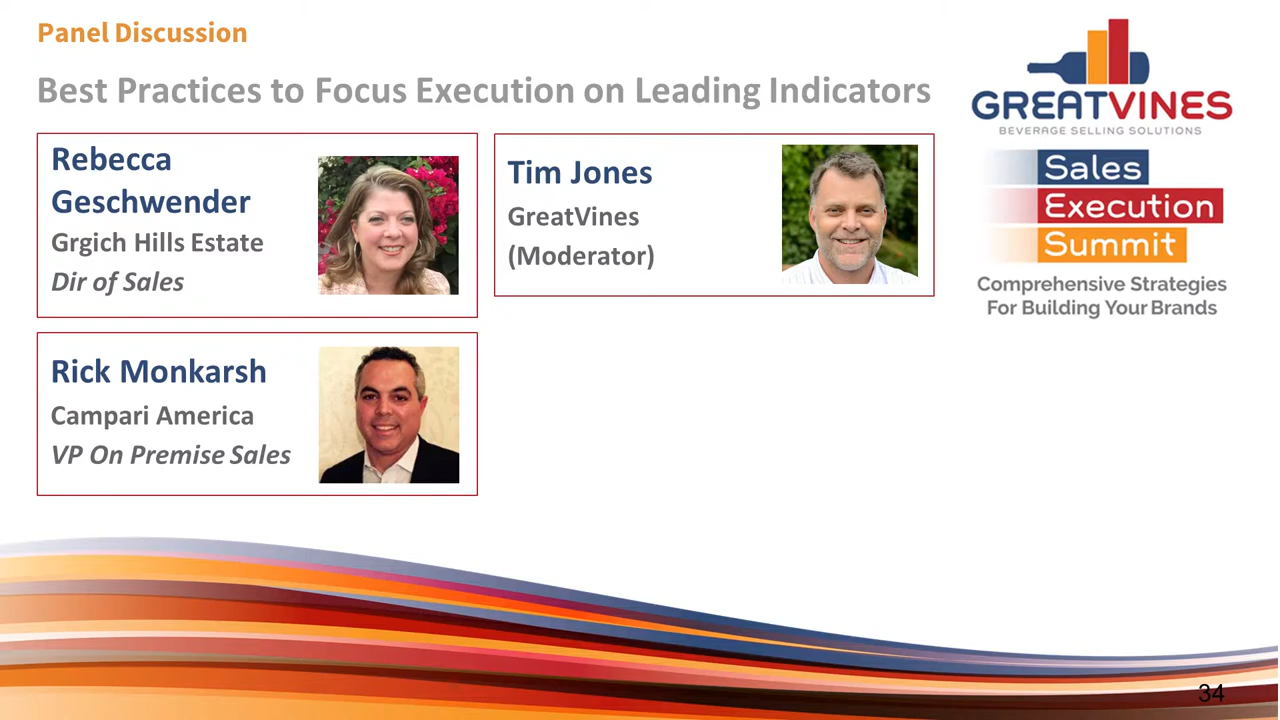 Panel Discussion
Best Practices to Focus Execution on Leading Indicators
Rebecca
Geschwender
Grgich Hills Estate
Dir of Sales
Tim Jones
GreatVines
(Moderator)
Rick Monkarsh
Campari America
VP On Premise Sales
GREATVINES
BEVERAGE SELLING SOLUTIONS
Sales
Execution
Summit
Comprehensive Strategies
For Building Your Brands
34